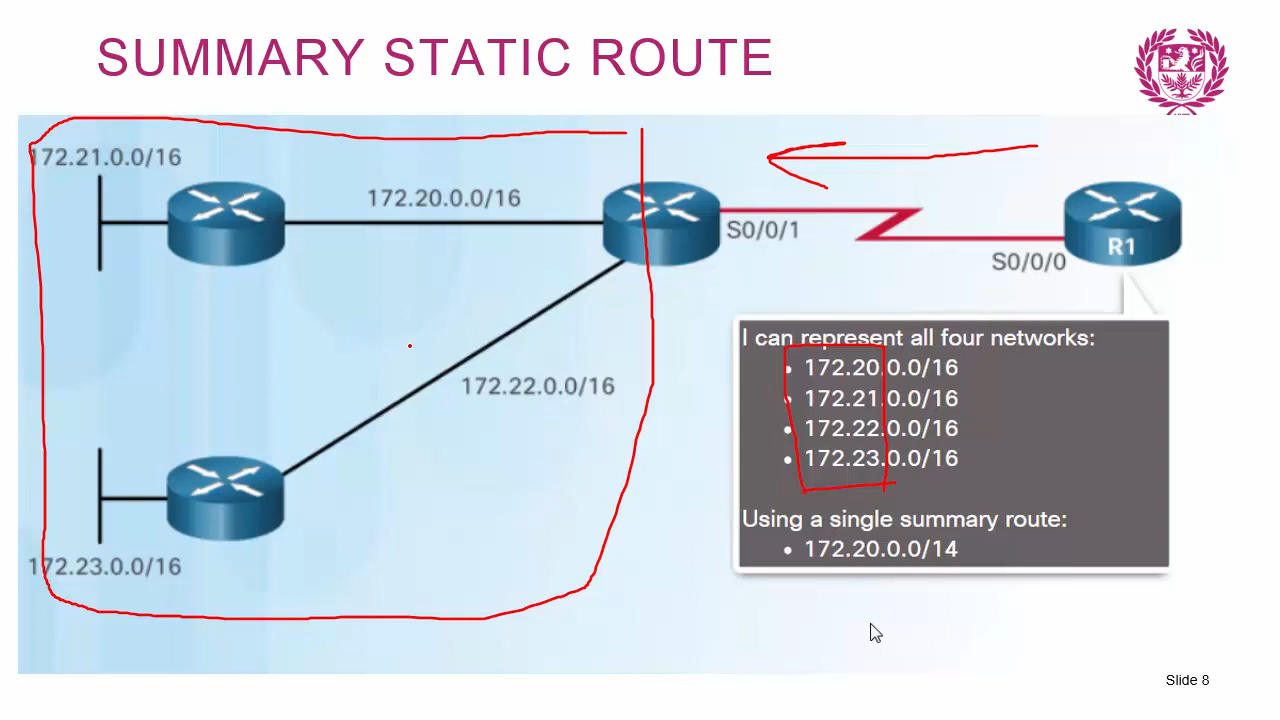 SUMMARY STATIC ROUTE
172.21.0.0/16
172.20.0.0/16
S0/0/1
S0/0/0
R1
172.22.0.0/16
172.23.0.0/16
I can represent all four networks:
• 172.20.0.0/16
• 172.21.0.0/16
• 172.22.0.0/16
• 172.23.0.0/16
Using a single summary route:
• 172.20.0.0/14
Slide 8